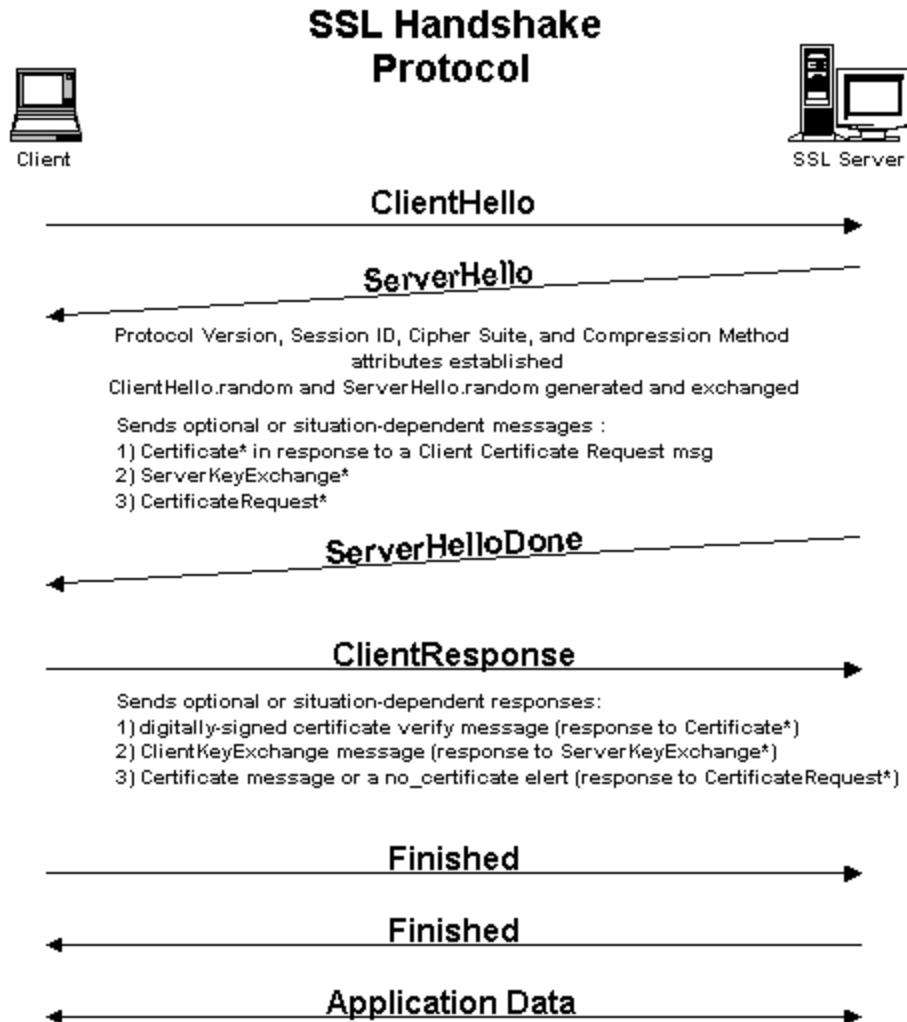 SSL Handshake
Protocol
Client
SSL Server
ClientHello
ServerHello
Protocol Version, Session ID, Cipher Suite, and Compression Method
attributes established
ClientHello.random and ServerHello.random generated and exchanged
Sends optional or situation-dependent messages :
1) Certificate* in response to a Client Certificate Request msg
2) ServerKeyExchange*
3) CertificateRequest*
ServerHelloDone
ClientResponse
Sends optional or situation-dependent responses:
1) digitally-signed certificate verify message (response to Certificate*)
2) ClientKeyExchange message (response to ServerKeyExchange*)
3) Certificate message or a no_certificate elert (response to CertificateRequest*)
Finished
Finished
Application Data